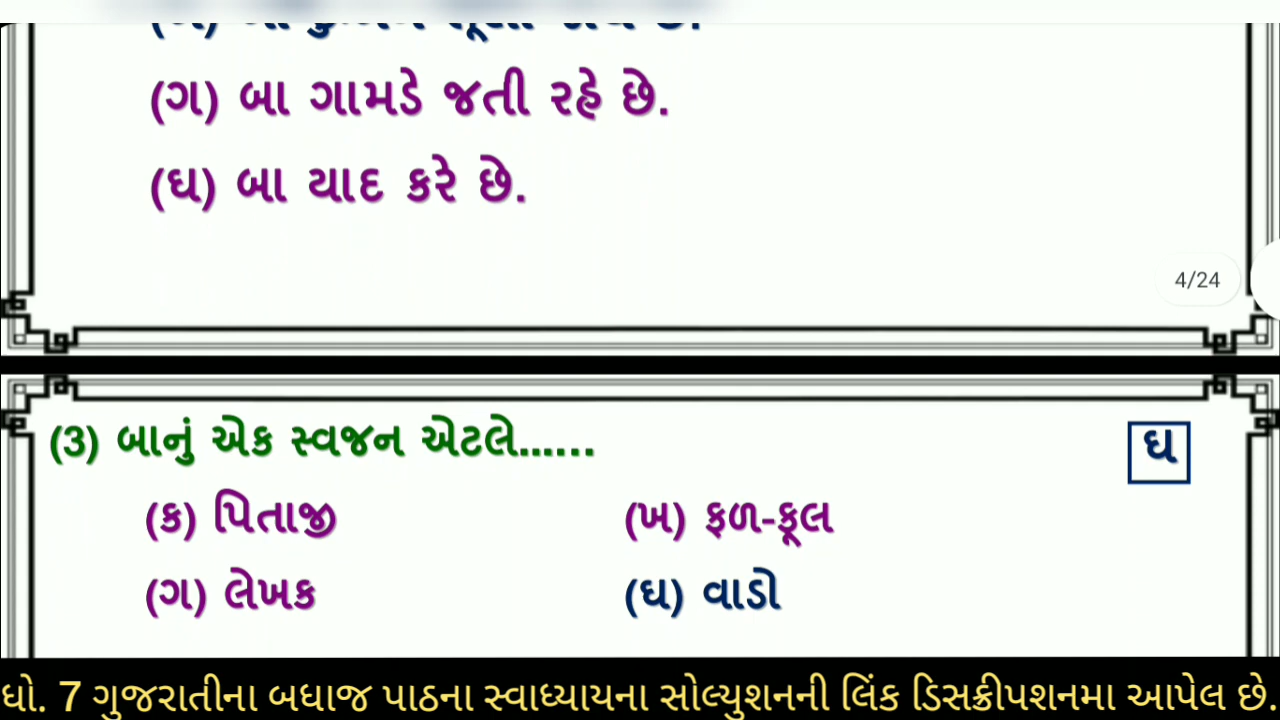 (ગ) બા ગામડે જતી રહે છે.
(ઘ) બા યાદ કરે છે.
4/24
(3) બાનું એક સ્વજન એટલે......
ઘ
(ક) પિતાજી (ખ) ફળ-ફૂલ
(ગ) લેખક (ઘ) વાડો
ધો. 7 ગુજરાતીના બધાજ પાઠના સ્વાધ્યાયના સોલ્યુશનની લિંક ડિસક્રીપશનમા આપેલ છે.